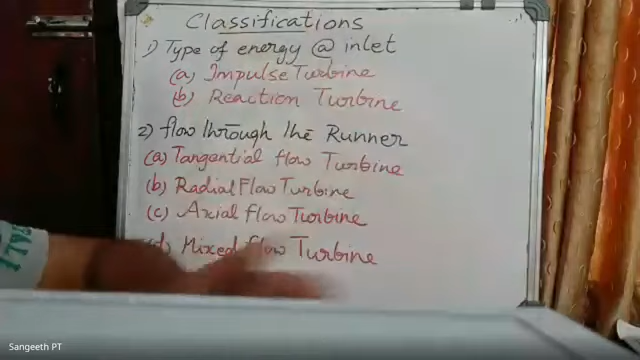 Classifications
1) Type of energy @ inlet
(a) Impulse Turbine
(b) Reaction Turbine
2) flow through the Runner
(a) Tangential flow Turbine
(b) Radial Flow Turbine
(c) Axial flow Turbine
(d) Mixed flow Turbine
Sangeeth PT